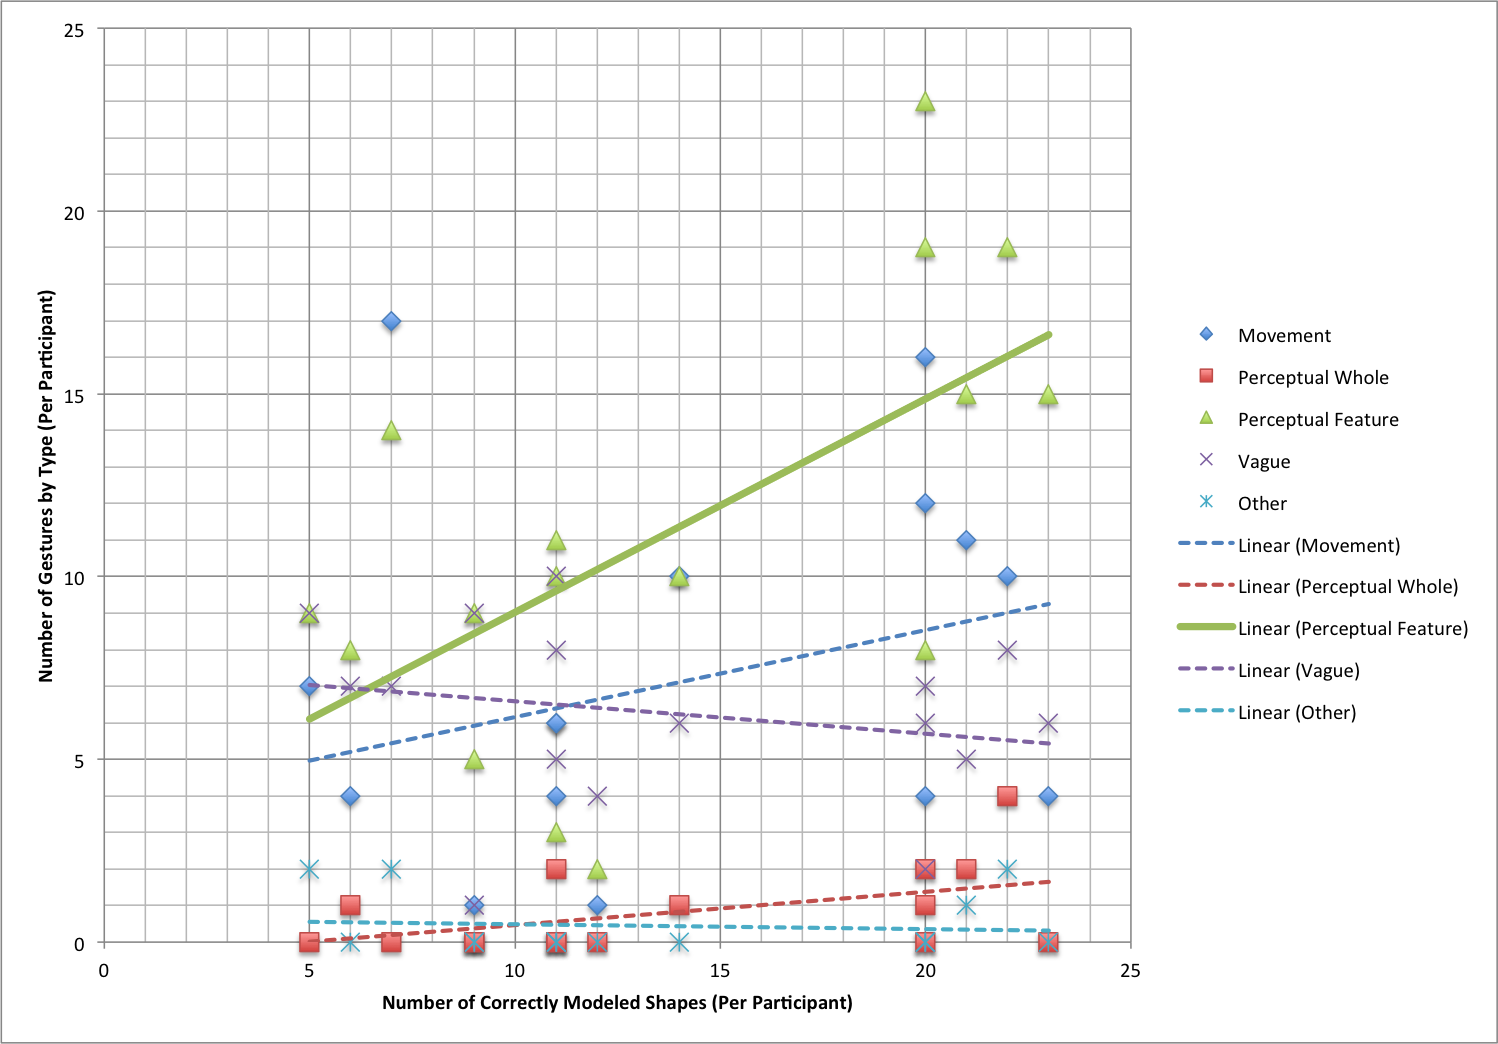 25
20
15
10
5
0
0 5 10 15 20 25
Number of Gestures by Type (Per Participant)
Number of Correctly Modeled Shapes (Per Participant)
Movement
Perceptual Whole
Perceptual Feature
Vague
Other
Linear (Movement)
Linear (Perceptual Whole)
Linear (Perceptual Feature)
Linear (Vague)
Linear (Other)